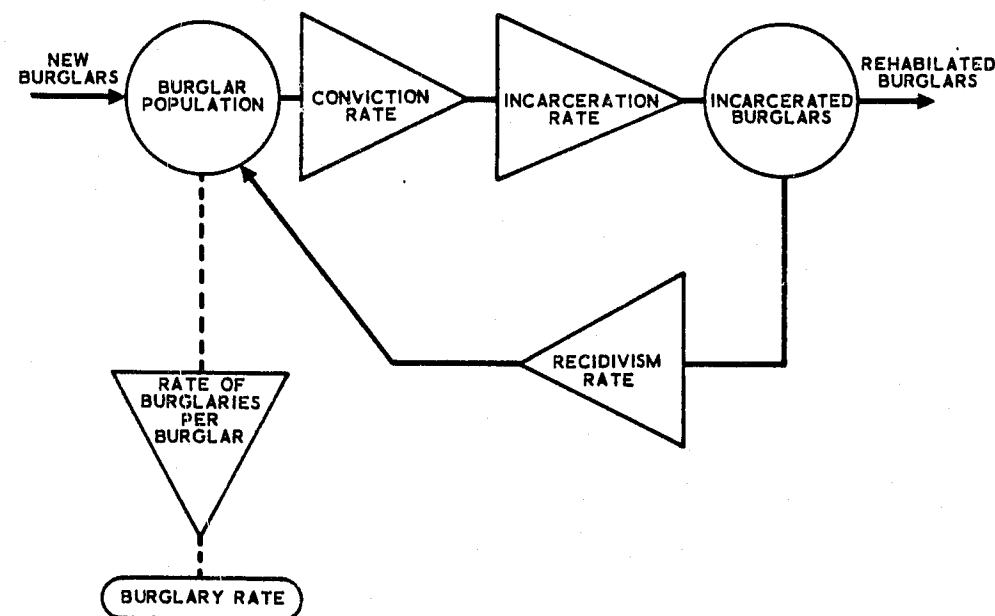 NEW
BURGLARS
BURGLAR
POPULATION
CONVICTION
RATE
INCARCERATION
RATE
INCARCERATED
BURGLARS
REHABILATED
BURGLARS
RECIDIVISM
RATE
RATE OF
BURGLARIES
PER
BURGLAR
BURGLARY RATE